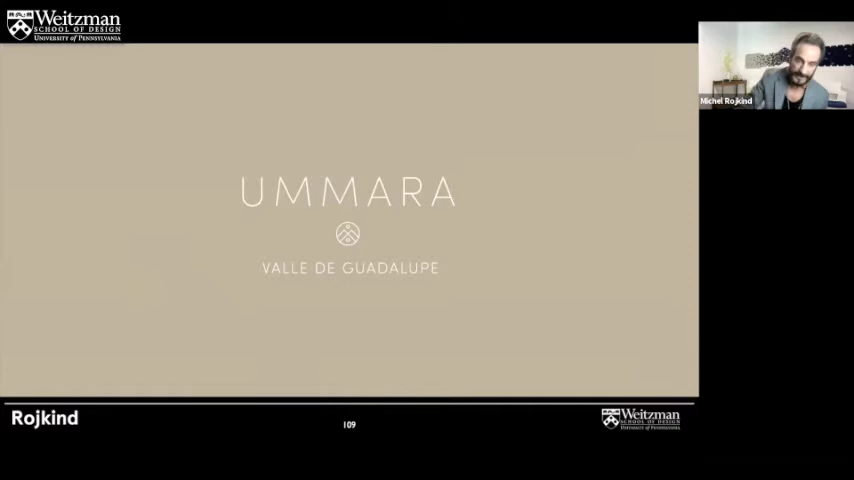 Weitzman
SCHOOL OF DESIGN
UNIVERSITY of PENNSYLVANIA
Michel Rojkind
UMMARA
VALLE DE GUADALUPE
Rojkind
109
Weitzman
SCHOOL OF DESIGN
UNIVERSITY of PENNSYLVANIA